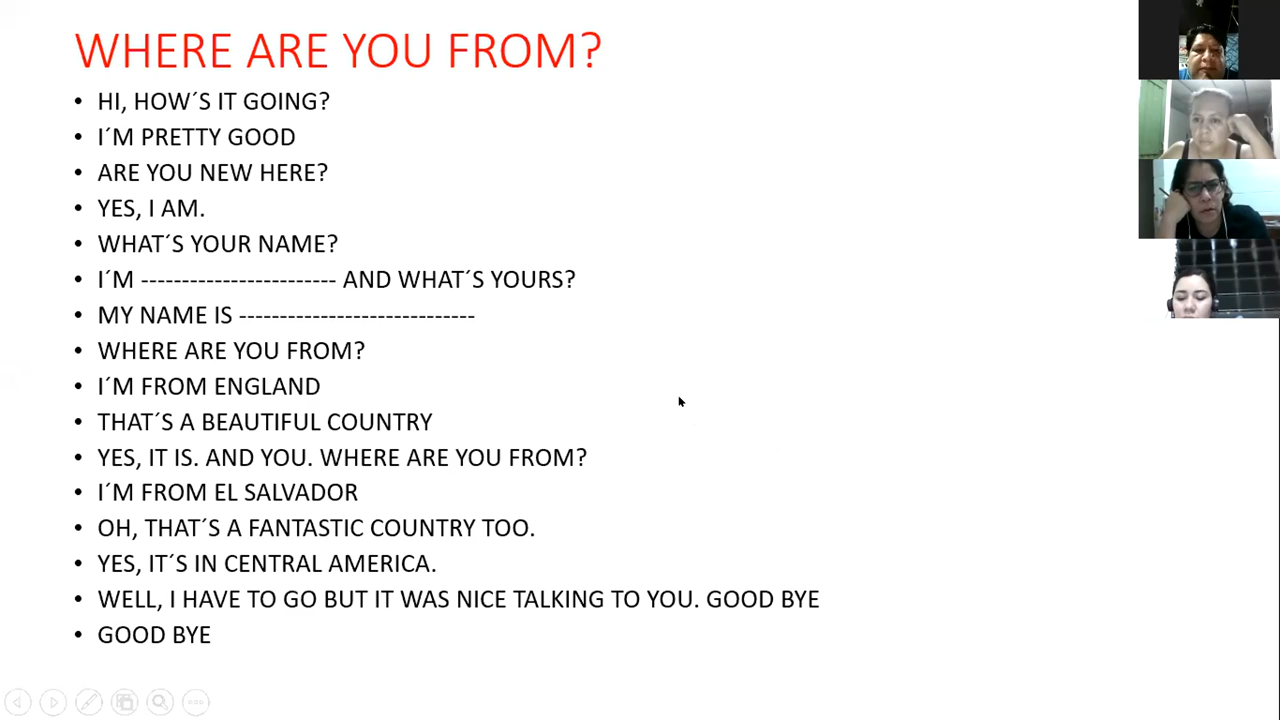 WHERE ARE YOU FROM?
• HI, HOW´S IT GOING?
• I´M PRETTY GOOD
• ARE YOU NEW HERE?
• YES, I AM.
• WHAT´S YOUR NAME?
• I´M ------------------------ AND WHAT´S YOURS?
• MY NAME IS -----------------------------
• WHERE ARE YOU FROM?
• I´M FROM ENGLAND
• THAT´S A BEAUTIFUL COUNTRY
• YES, IT IS. AND YOU. WHERE ARE YOU FROM?
• I´M FROM EL SALVADOR
• OH, THAT´S A FANTASTIC COUNTRY TOO.
• YES, IT´S IN CENTRAL AMERICA.
• WELL, I HAVE TO GO BUT IT WAS NICE TALKING TO YOU. GOOD BYE
• GOOD BYE